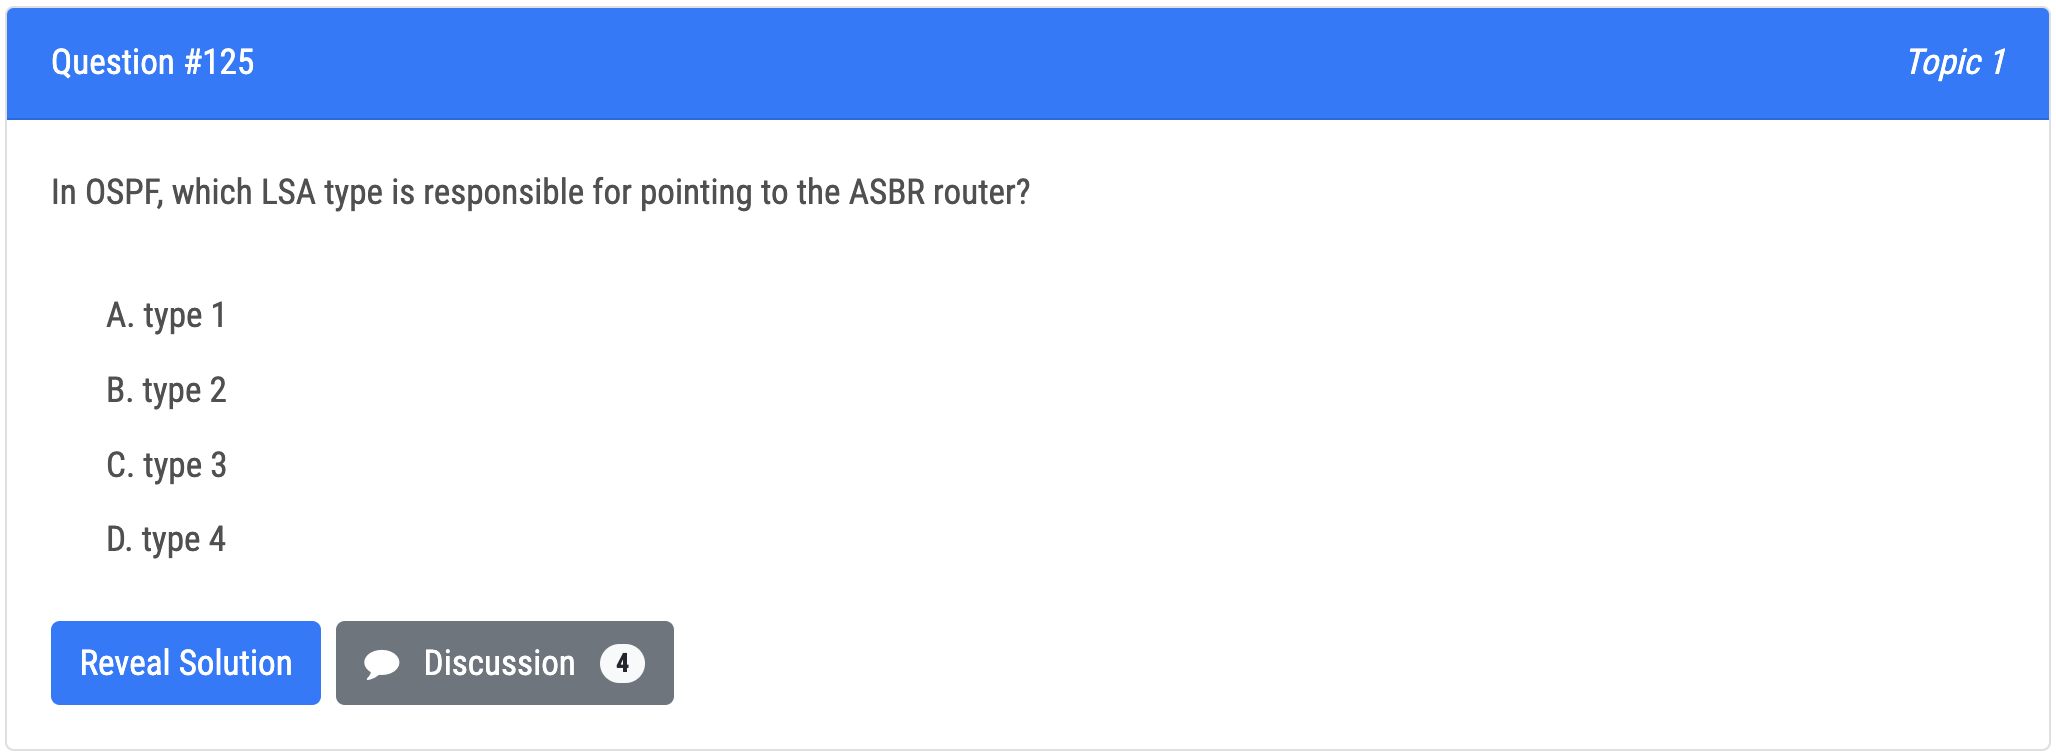 Question #125
Topic 1
In OSPF, which LSA type is responsible for pointing to the ASBR router?
A. type 1
B. type 2
C. type 3
D. type 4
Reveal Solution
Discussion 4